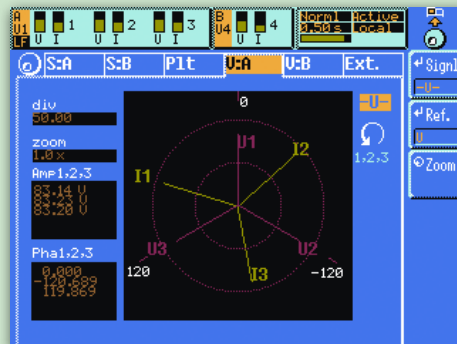 A U1 LF 1 2 3 B U4 4 Norml Active
U I U I U I U I 0.50 s Local
S:A S:B Plt V:A V:B Ext.
Signl
-U-
Ref.
U
Zoom
div
50.00
zoom
1.0 x
Amp1,2,3
83.14 V
83.23 V
83.20 V
Pha1,2,3
0.000
-120.689
119.869
0
U1
I2
I1
U3
U2
I3
120
-120
-U-
1,2,3